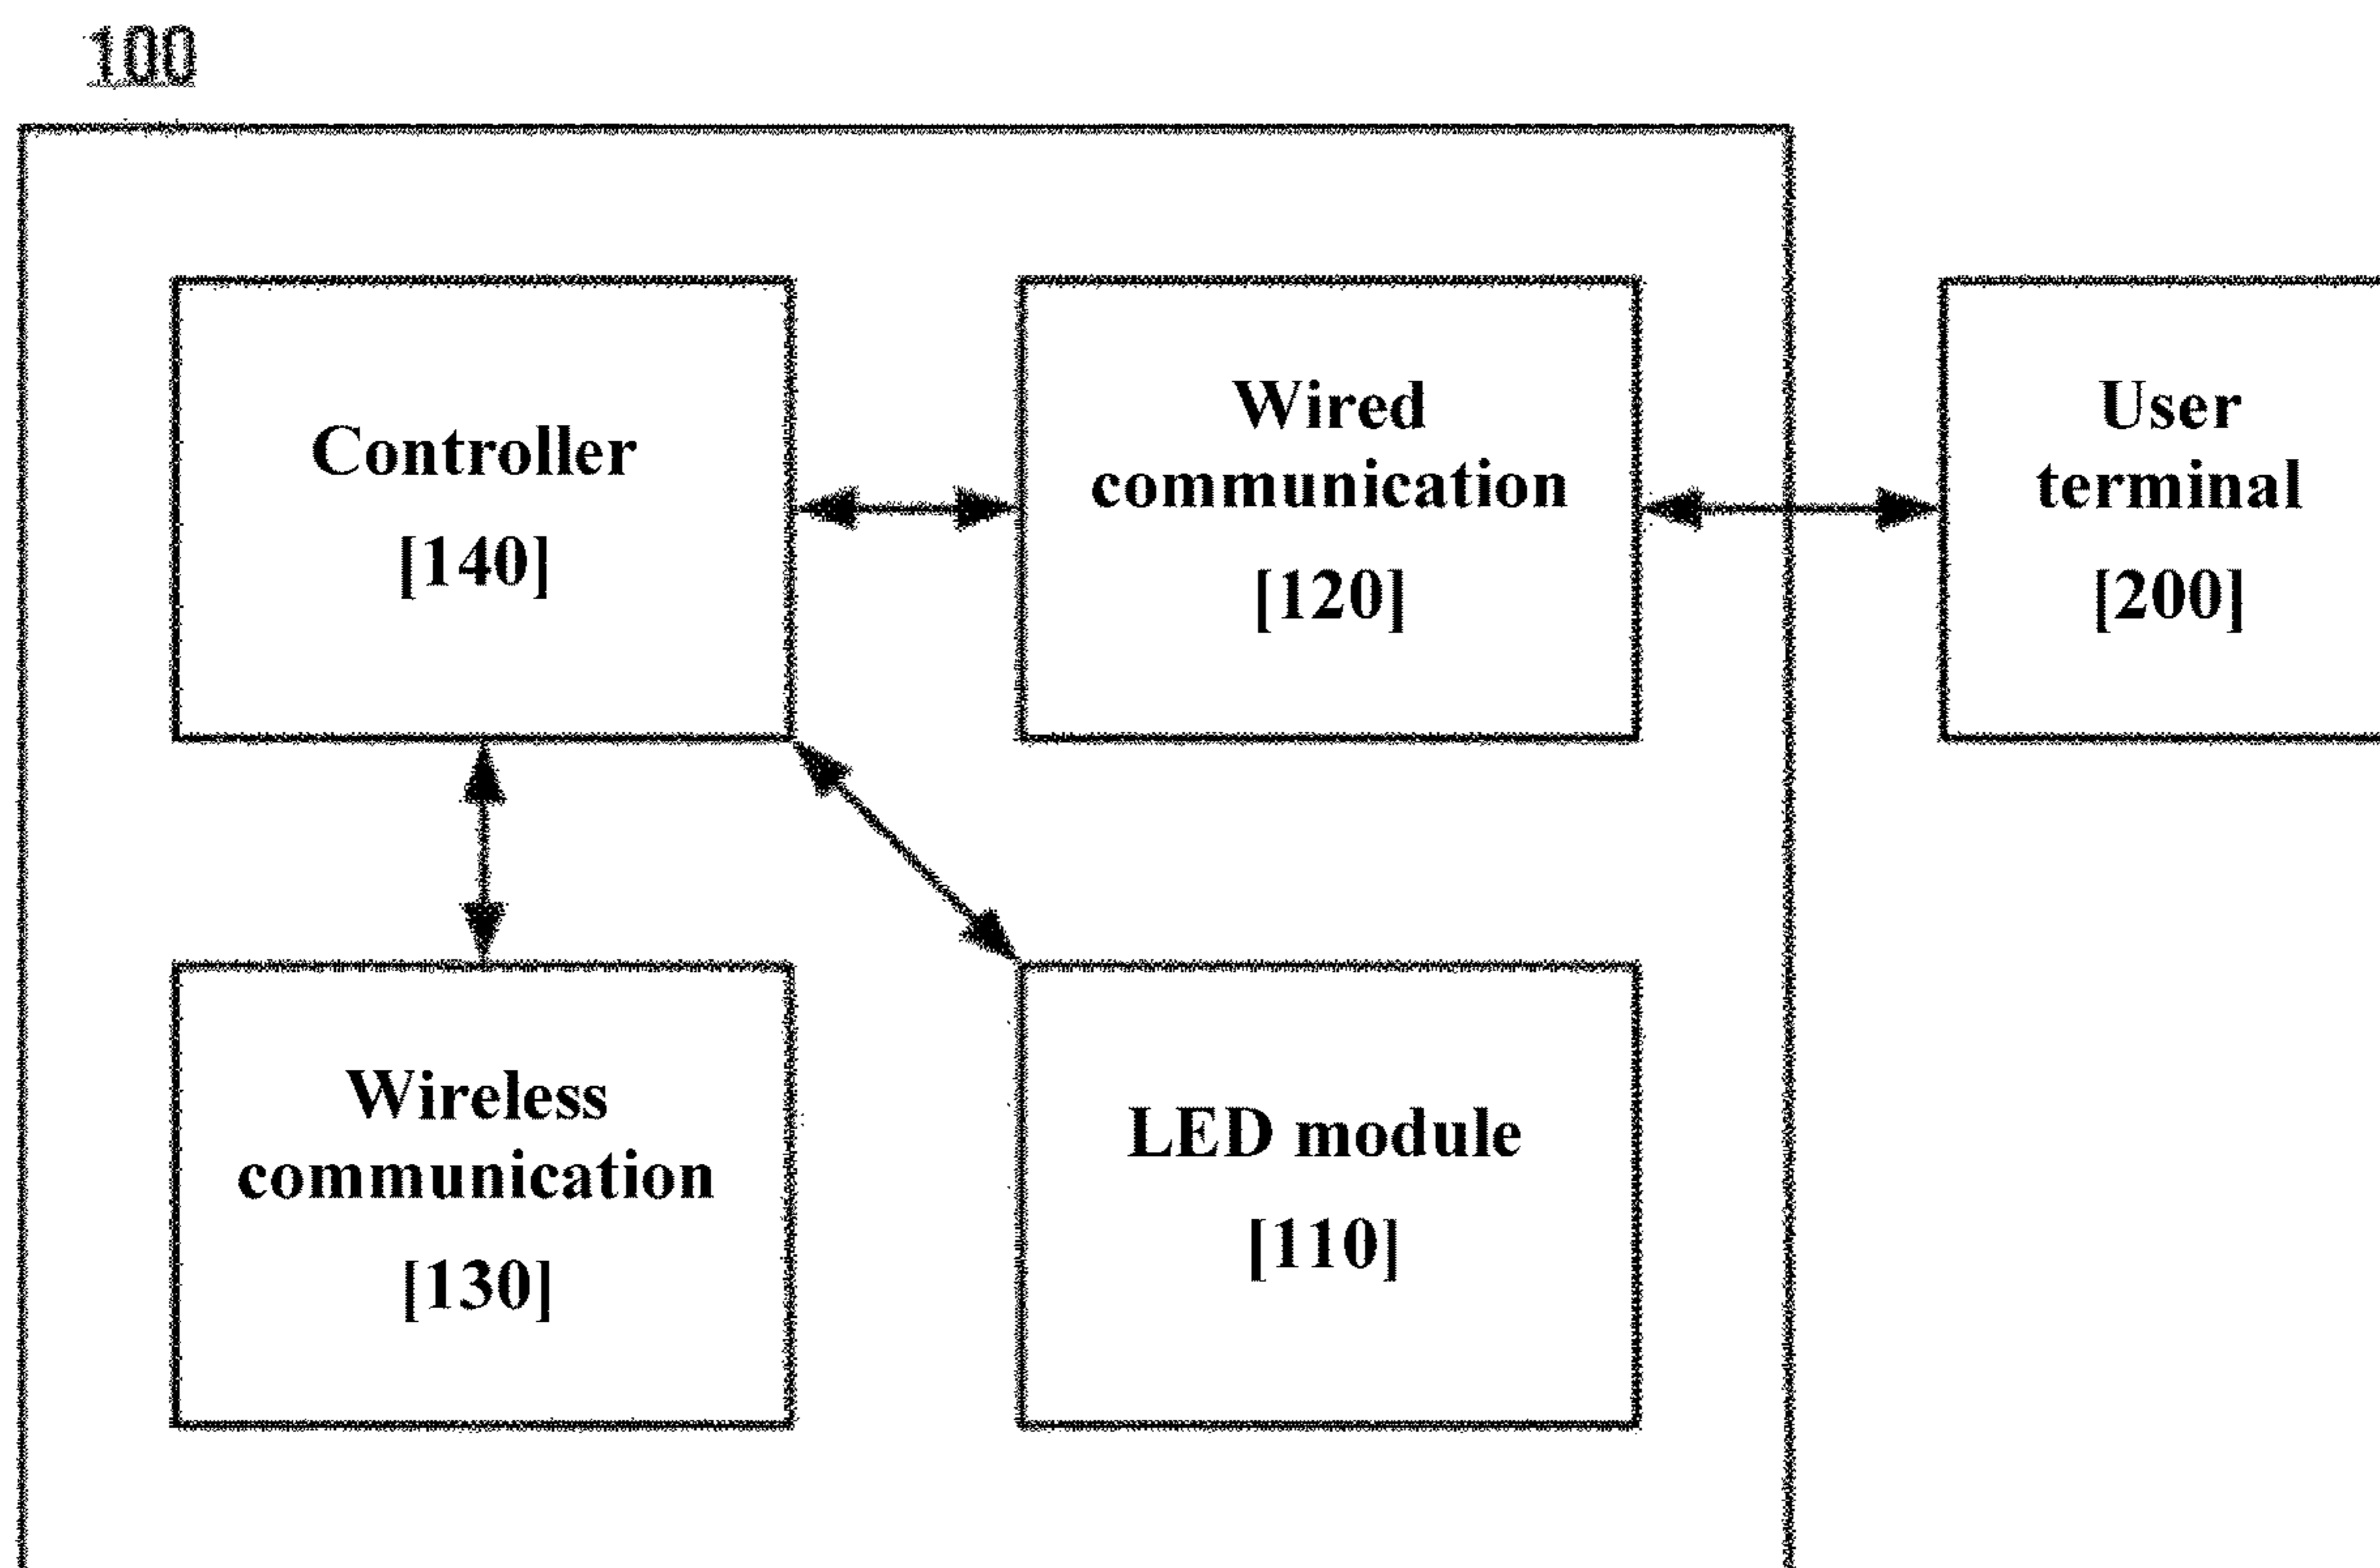 100
Controller
[140]
Wired
communication
[120]
User
terminal
[200]
Wireless
communication
[130]
LED module
[110]